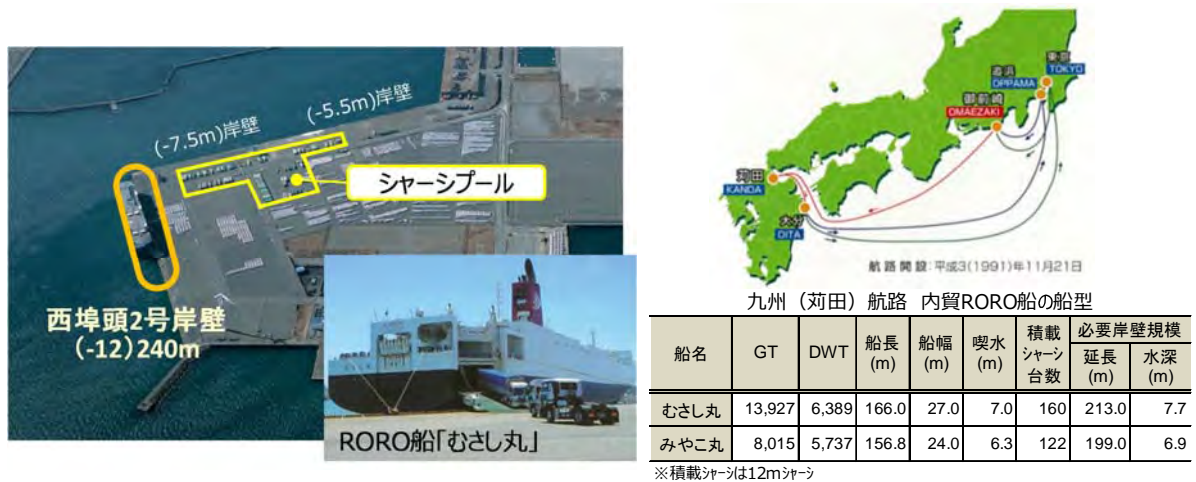 (-7.5m)岸壁
(-5.5m)岸壁
シャーシプール
西埠頭2号岸壁
(-12)240m
RORO船「むさし丸」
東京
TOKYO
追浜
OPPAMA
御前崎
OMAEZAKI
苅田
KANDA
大分
OITA
航路開設:平成3(1991)年11月21日
九州（苅田）航路 内貿RORO船の船型
船名 GT DWT 船長(m) 船幅(m) 喫水(m) 積載シャーシ台数 必要岸壁規模 延長(m) 水深(m)
むさし丸 13,927 6,389 166.0 27.0 7.0 160 213.0 7.7
みやこ丸 8,015 5,737 156.8 24.0 6.3 122 199.0 6.9
※積載シャーシは12mシャーシ